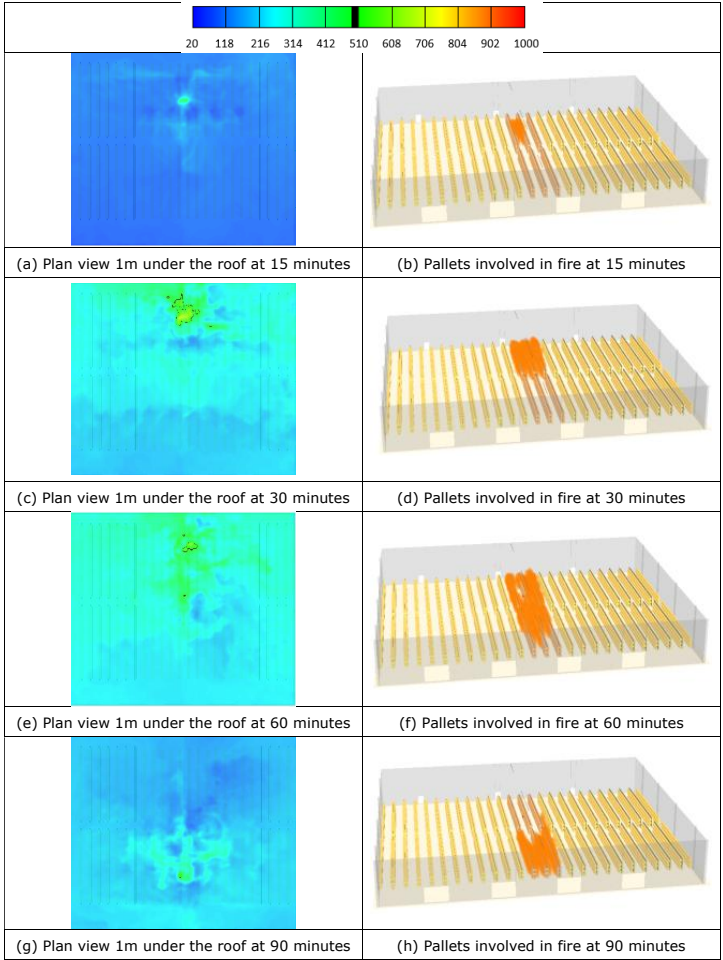 20 118 216 314 412 510 608 706 804 902 1000
(a) Plan view 1m under the roof at 15 minutes
(b) Pallets involved in fire at 15 minutes
(c) Plan view 1m under the roof at 30 minutes
(d) Pallets involved in fire at 30 minutes
(e) Plan view 1m under the roof at 60 minutes
(f) Pallets involved in fire at 60 minutes
(g) Plan view 1m under the roof at 90 minutes
(h) Pallets involved in fire at 90 minutes